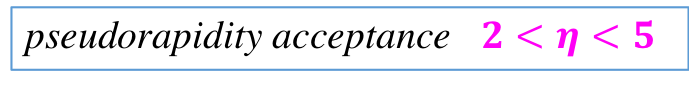 pseudorapidity acceptance 2 < η < 5